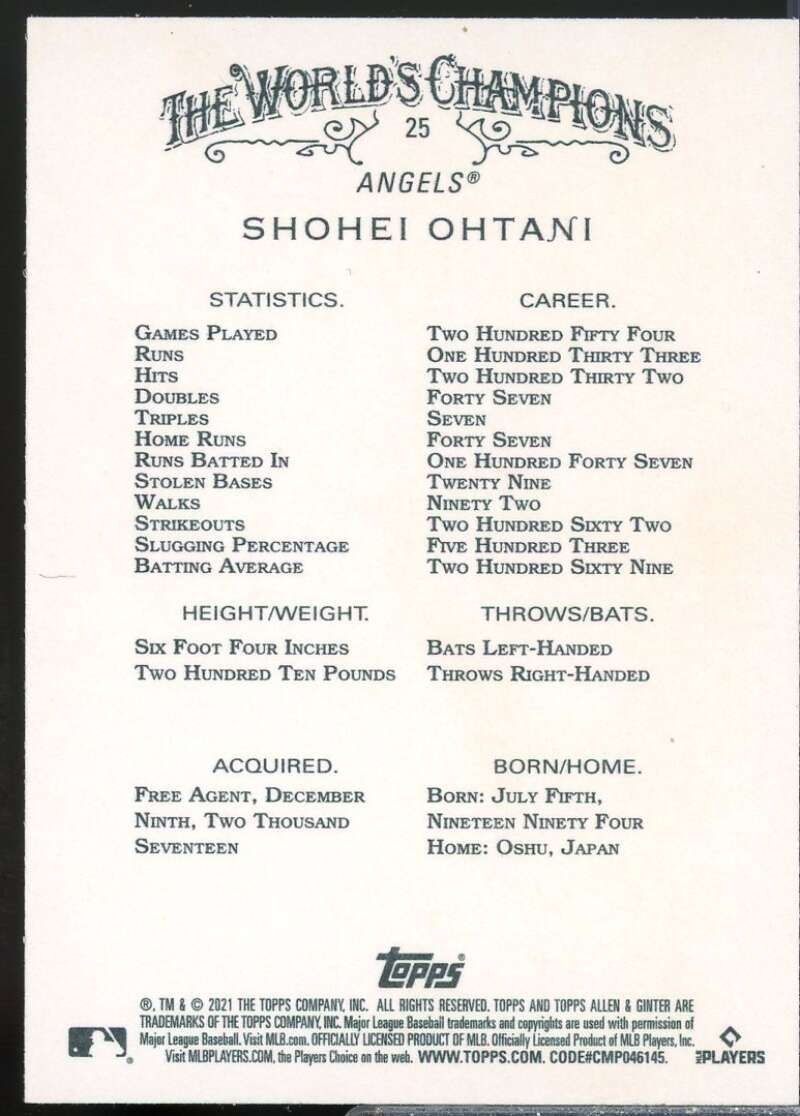 THE WORLD'S CHAMPIONS
25
ANGELS®
SHOHEI OHTANI
STATISTICS. CAREER.
GAMES PLAYED TWO HUNDRED FIFTY FOUR
RUNS ONE HUNDRED THIRTY THREE
HITS TWO HUNDRED THIRTY TWO
DOUBLES FORTY SEVEN
TRIPLES SEVEN
HOME RUNS FORTY SEVEN
RUNS BATTED IN ONE HUNDRED FORTY SEVEN
STOLEN BASES TWENTY NINE
WALKS NINETY TWO
STRIKEOUTS TWO HUNDRED SIXTY TWO
SLUGGING PERCENTAGE FIVE HUNDRED THREE
BATTING AVERAGE TWO HUNDRED SIXTY NINE
HEIGHT/WEIGHT. THROWS/BATS.
SIX FOOT FOUR INCHES BATS LEFT-HANDED
TWO HUNDRED TEN POUNDS THROWS RIGHT-HANDED
ACQUIRED. BORN/HOME.
FREE AGENT, DECEMBER BORN: JULY FIFTH,
NINTH, TWO THOUSAND NINETEEN NINETY FOUR
SEVENTEEN HOME: OSHU, JAPAN
Topps®
®, TM & © 2021 THE TOPPS COMPANY, INC. ALL RIGHTS RESERVED. TOPPS AND TOPPS ALLEN & GINTER ARE
TRADEMARKS OF THE TOPPS COMPANY, INC. Major League Baseball trademarks and copyrights are used with permission of
Major League Baseball. Visit MLB.com. OFFICIALLY LICENSED PRODUCT OF MLB. Officially Licensed Product of MLB Players, Inc.
Visit MLBPLAYERS.COM, the Players Choice on the web. WWW.TOPPS.COM. CODE#CMP046145.
MLB PLAYERS